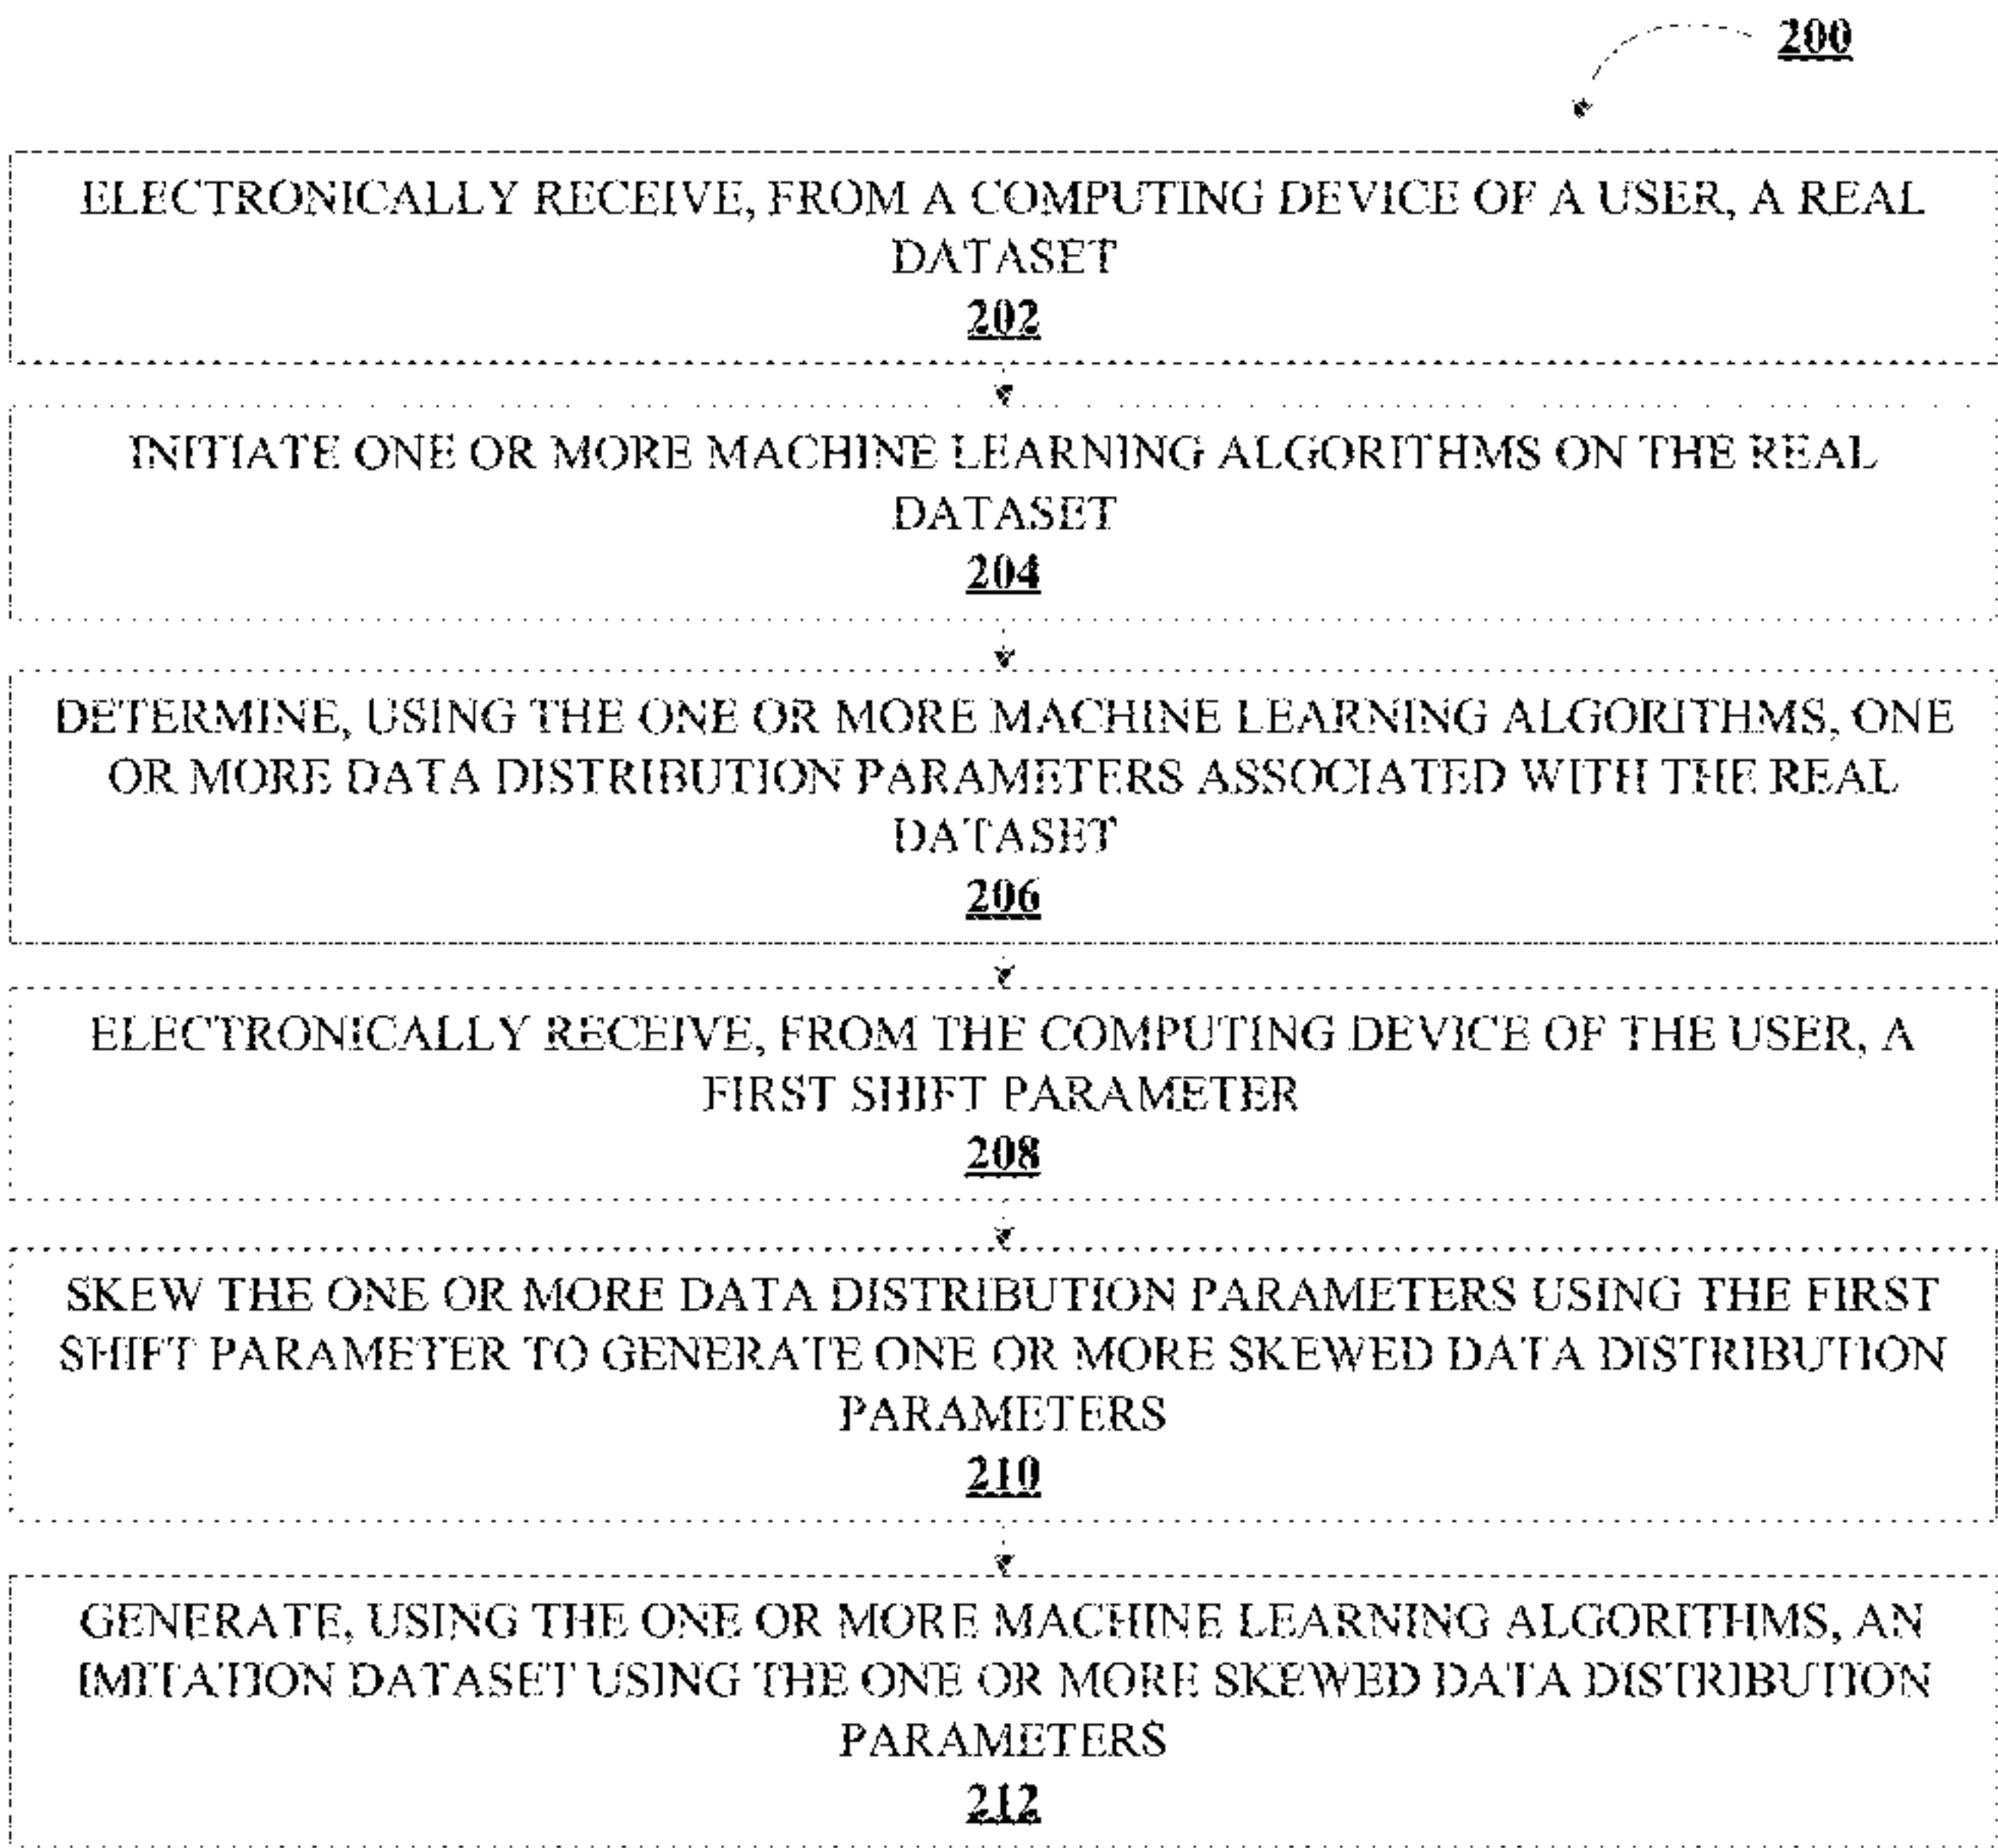 200
ELECTRONICALLY RECEIVE, FROM A COMPUTING DEVICE OF A USER, A REAL
DATASET
202
INITIATE ONE OR MORE MACHINE LEARNING ALGORITHMS ON THE REAL
DATASET
204
DETERMINE, USING THE ONE OR MORE MACHINE LEARNING ALGORITHMS, ONE
OR MORE DATA DISTRIBUTION PARAMETERS ASSOCIATED WITH THE REAL
DATASET
206
ELECTRONICALLY RECEIVE, FROM THE COMPUTING DEVICE OF THE USER, A
FIRST SHIFT PARAMETER
208
SKEW THE ONE OR MORE DATA DISTRIBUTION PARAMETERS USING THE FIRST
SHIFT PARAMETER TO GENERATE ONE OR MORE SKEWED DATA DISTRIBUTION
PARAMETERS
210
GENERATE, USING THE ONE OR MORE MACHINE LEARNING ALGORITHMS, AN
IMITATION DATASET USING THE ONE OR MORE SKEWED DATA DISTRIBUTION
PARAMETERS
212